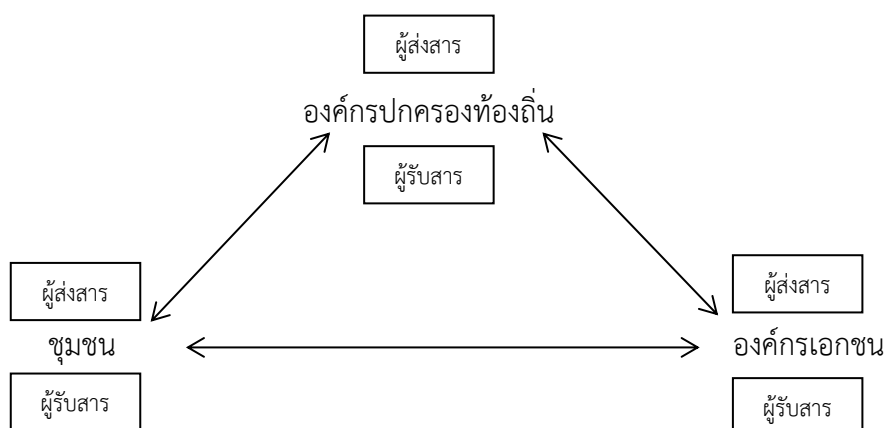 ผู้ส่งสาร
องค์กรปกครองท้องถิ่น
ผู้รับสาร
ผู้ส่งสาร
ชุมชน
ผู้รับสาร
ผู้ส่งสาร
องค์กรเอกชน
ผู้รับสาร